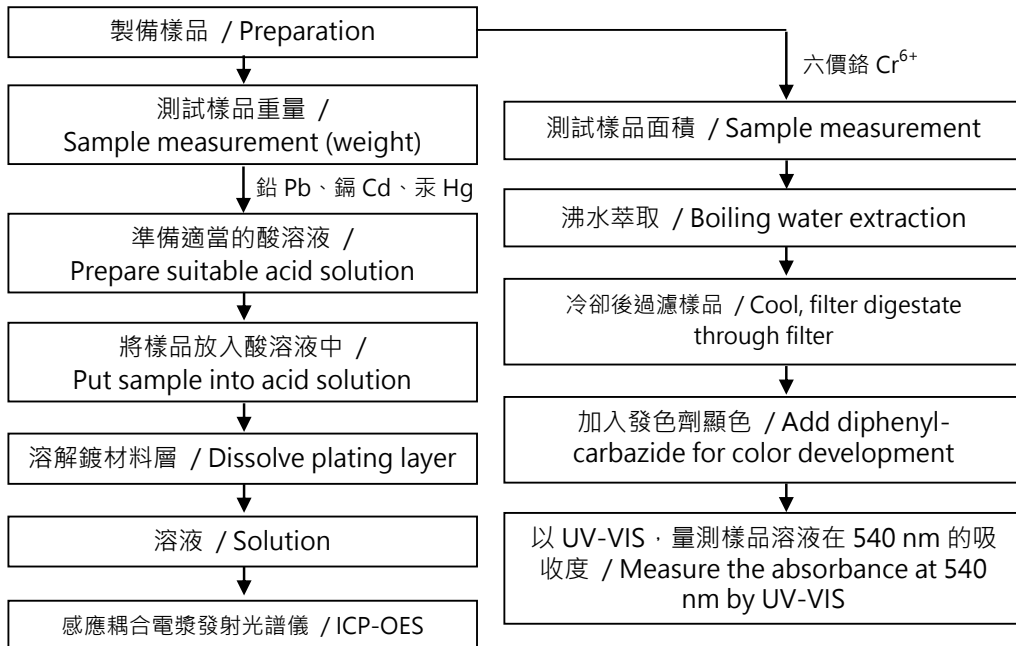 製備樣品 / Preparation
六價鉻 Cr⁶⁺
測試樣品重量 /
Sample measurement (weight)
鉛 Pb、鎘 Cd、汞 Hg
準備適當的酸溶液 /
Prepare suitable acid solution
將樣品放入酸溶液中 /
Put sample into acid solution
溶解鍍材料層 / Dissolve plating layer
溶液 / Solution
感應耦合電漿發射光譜儀 / ICP-OES
測試樣品面積 / Sample measurement
沸水萃取 / Boiling water extraction
冷卻後過濾樣品 / Cool, filter digestate
through filter
加入發色劑顯色 / Add diphenyl-
carbazide for color development
以 UV-VIS，量測樣品溶液在 540 nm 的吸
收度 / Measure the absorbance at 540
nm by UV-VIS